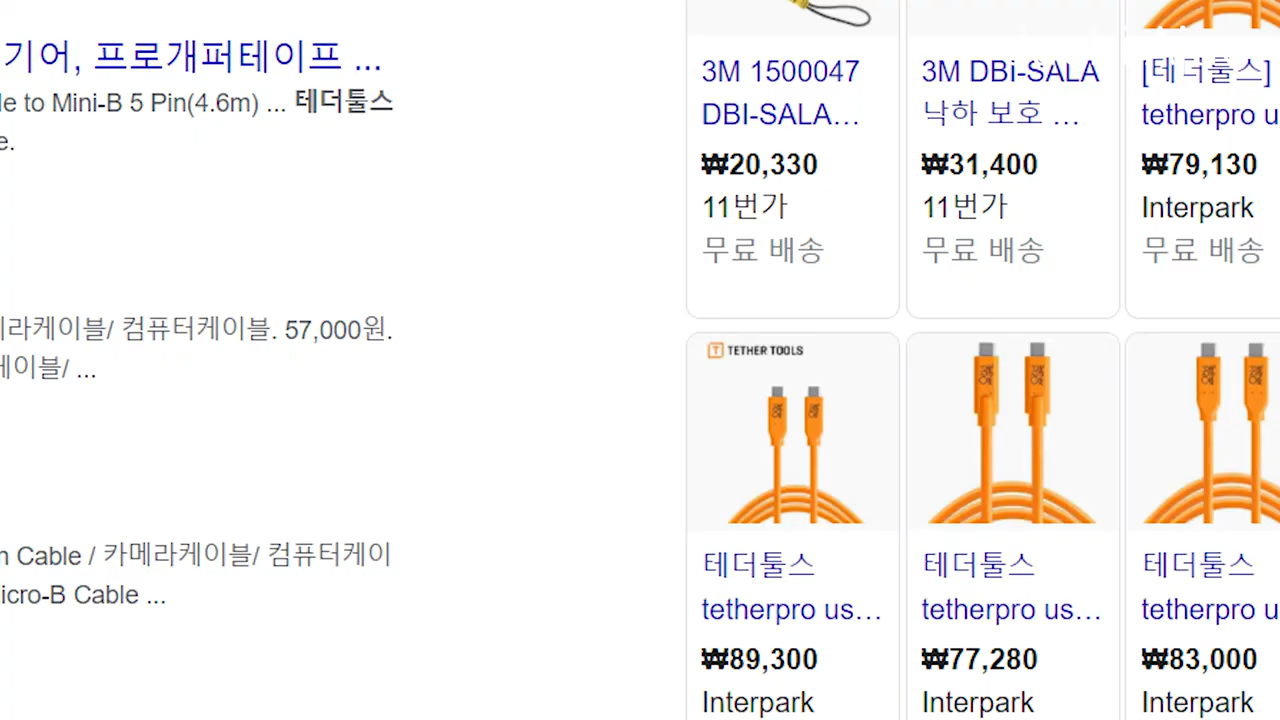 기어, 프로개퍼테이프 ...
le to Mini-B 5 Pin(4.6m) ... 테더툴스
e.
라케이블/ 컴퓨터케이블. 57,000원.
케이블/ ...
Cable / 카메라케이블/ 컴퓨터케이
icro-B Cable ...
3M 1500047
DBI-SALA...
₩20,330
11번가
무료 배송
3M DBI-SALA
낙하 보호 ...
₩31,400
11번가
무료 배송
[테더툴스]
tetherpro u
₩79,130
Interpark
무료 배송
TETHER TOOLS
테더툴스
tetherpro us...
₩89,300
Interpark
테더툴스
tetherpro us...
₩77,280
Interpark
테더툴스
tetherpro u
₩83,000
Interpark